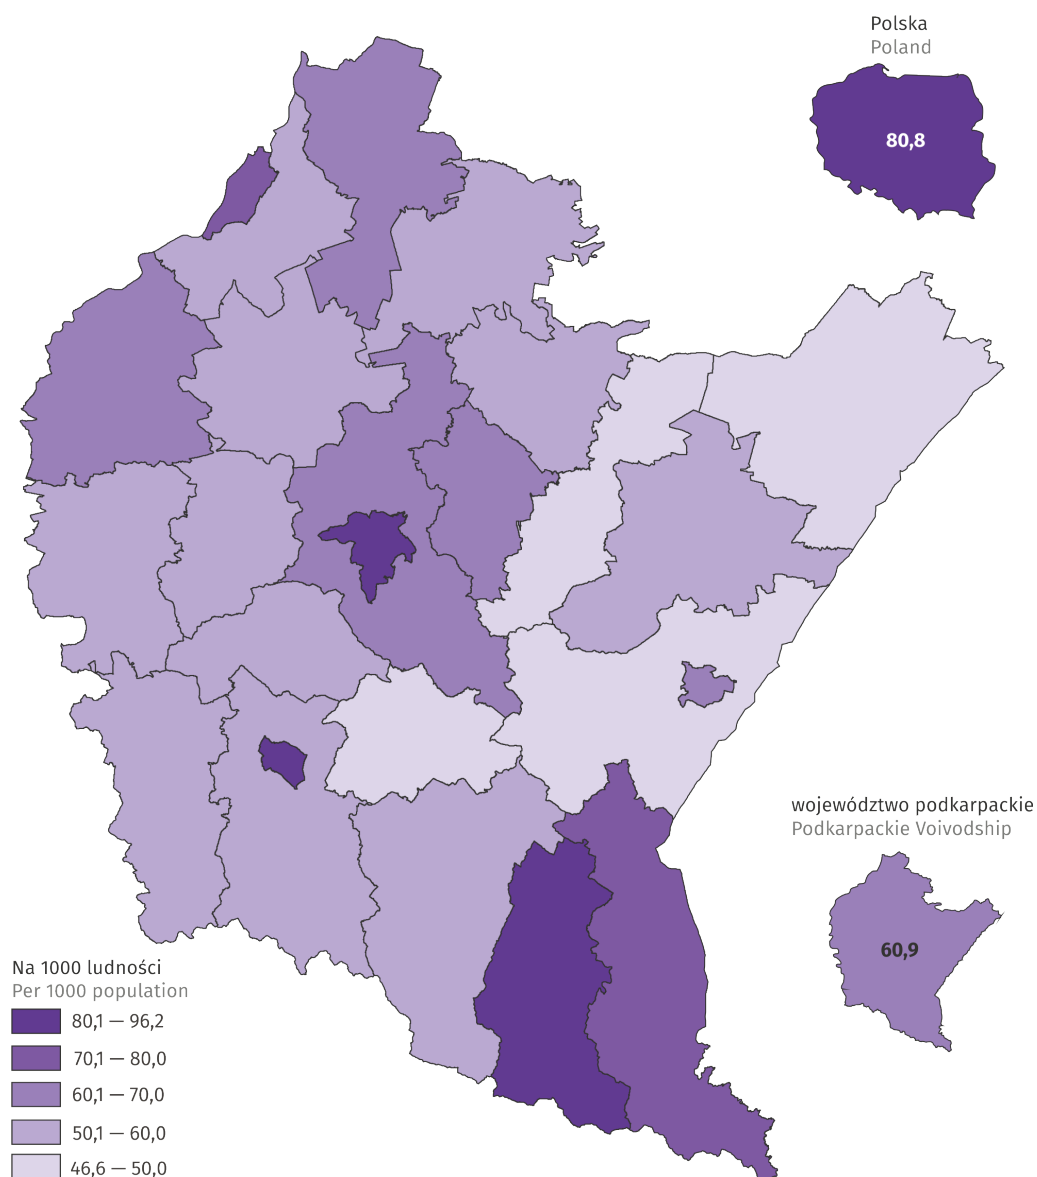 Polska
Poland
80,8
województwo podkarpackie
Podkarpackie Voivodship
60,9
Na 1000 ludności
Per 1000 population
80,1 — 96,2
70,1 — 80,0
60,1 — 70,0
50,1 — 60,0
46,6 — 50,0